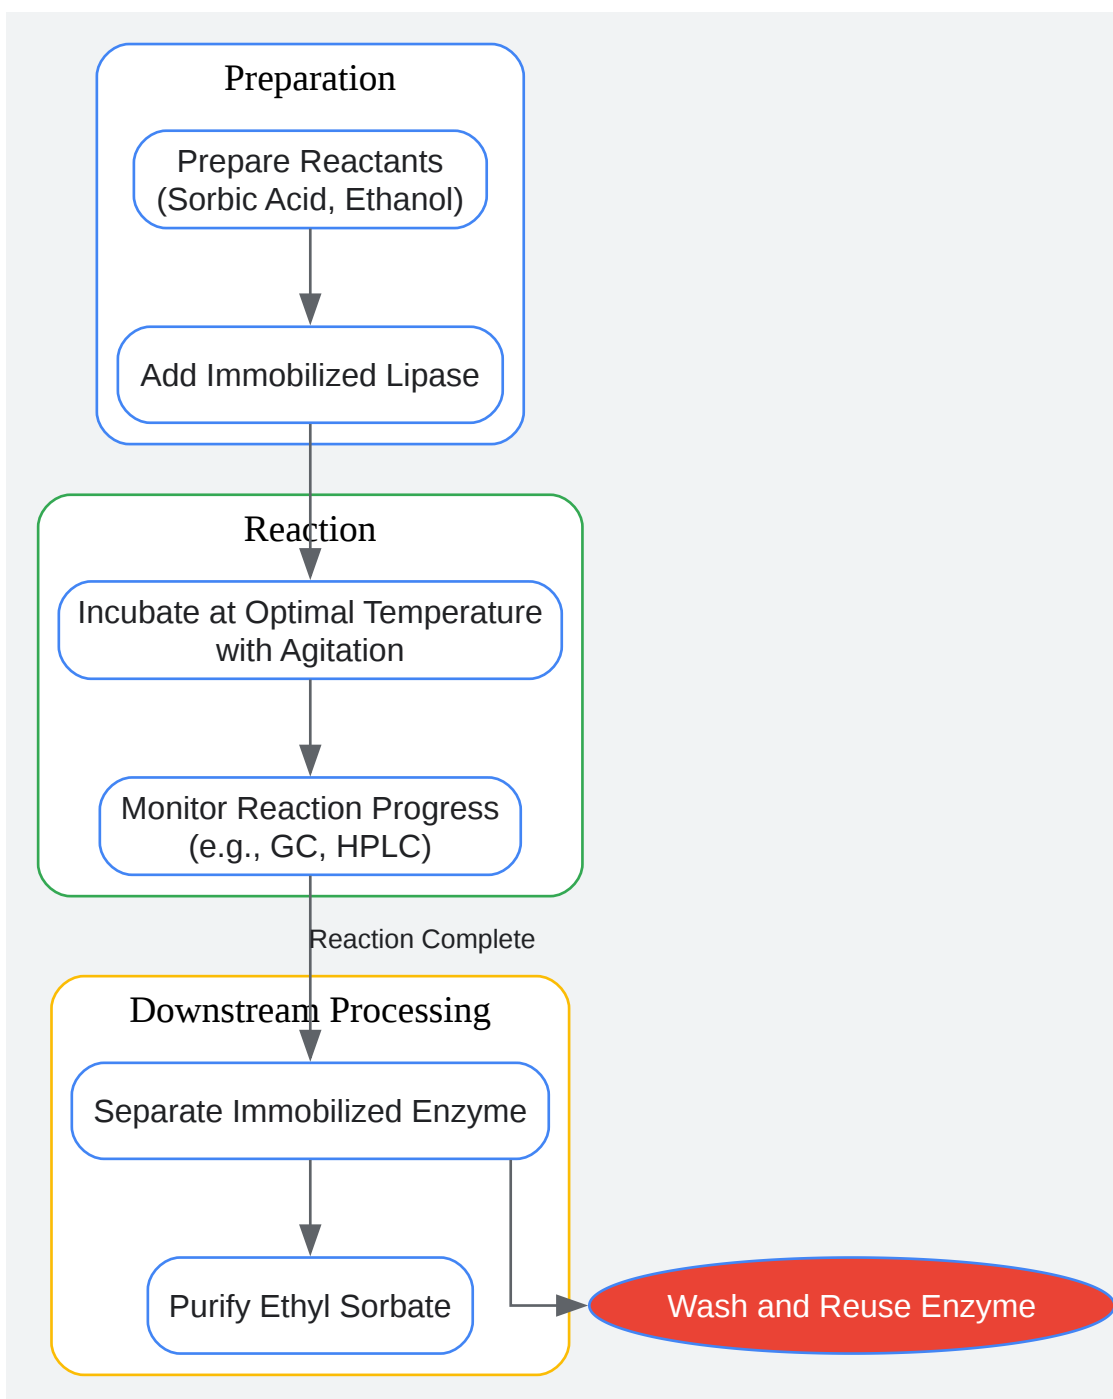 Preparation
Prepare Reactants
(Sorbic Acid, Ethanol)
Add Immobilized Lipase
Reaction
Incubate at Optimal Temperature
with Agitation
Monitor Reaction Progress
(e.g., GC, HPLC)
Reaction Complete
Downstream Processing
Separate Immobilized Enzyme
Purify Ethyl Sorbate
Wash and Reuse Enzyme